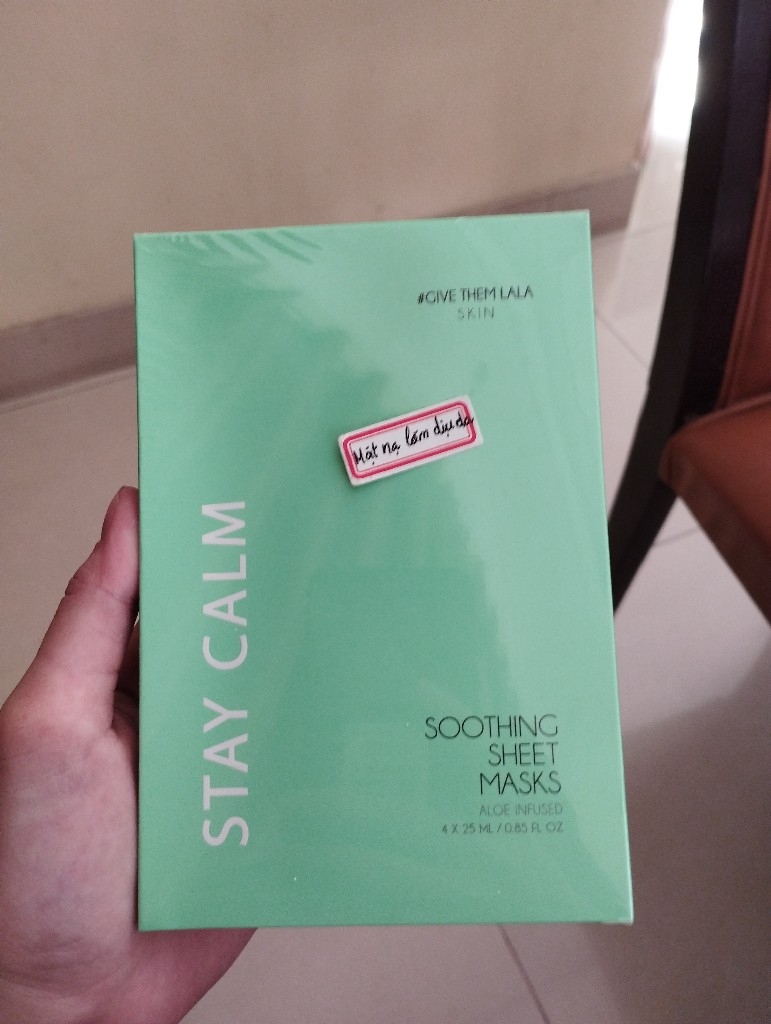 #GIVE THEM LALA
SKIN
Mặt nạ làm dịu da
STAY CALM
SOOTHING
SHEET
MASKS
ALOE INFUSED
4 X 25 ML / 0.85 FL OZ